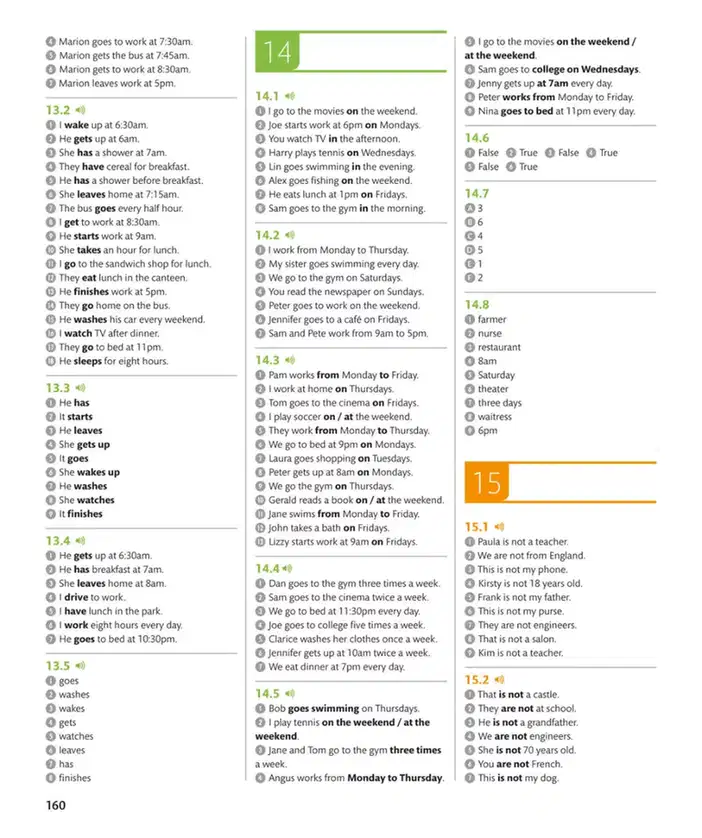 4 Marion goes to work at 7:30am.
5 Marion gets the bus at 7:45am.
6 Marion gets to work at 8:30am.
7 Marion leaves work at 5pm.
13.2
1 I wake up at 6:30am.
2 He gets up at 6am.
3 She has a shower at 7am.
4 They have cereal for breakfast.
5 He has a shower before breakfast.
6 She leaves home at 7:15am.
7 The bus goes every half hour.
8 I get to work at 8:30am.
9 He starts work at 9am.
10 She takes an hour for lunch.
11 I go to the sandwich shop for lunch.
12 They eat lunch in the canteen.
13 He finishes work at 5pm.
14 They go home on the bus.
15 He washes his car every weekend.
16 I watch TV after dinner.
17 They go to bed at 11pm.
18 He sleeps for eight hours.
13.3
1 He has
2 It starts
3 He leaves
4 She gets up
5 It goes
6 She wakes up
7 He washes
8 She watches
9 It finishes
13.4
1 He gets up at 6:30am.
2 He has breakfast at 7am.
3 She leaves home at 8am.
4 I drive to work.
5 I have lunch in the park.
6 I work eight hours every day.
7 He goes to bed at 10:30pm.
13.5
1 goes
2 washes
3 wakes
4 gets
5 watches
6 leaves
7 has
8 finishes
14
14.1
1 I go to the movies on the weekend.
2 Joe starts work at 6pm on Mondays.
3 You watch TV in the afternoon.
4 Harry plays tennis on Wednesdays.
5 Lin goes swimming in the evening.
6 Alex goes fishing on the weekend.
7 He eats lunch at 1pm on Fridays.
8 Sam goes to the gym in the morning.
14.2
1 I work from Monday to Thursday.
2 My sister goes swimming every day.
3 We go to the gym on Saturdays.
4 You read the newspaper on Sundays.
5 Peter goes to work on the weekend.
6 Jennifer goes to a café on Fridays.
7 Sam and Pete work from 9am to 5pm.
14.3
1 Pam works from Monday to Friday.
2 I work at home on Thursdays.
3 Tom goes to the cinema on Fridays.
4 I play soccer on / at the weekend.
5 They work from Monday to Thursday.
6 We go to bed at 9pm on Mondays.
7 Laura goes shopping on Tuesdays.
8 Peter gets up at 8am on Mondays.
9 We go the gym on Thursdays.
10 Gerald reads a book on / at the weekend.
11 Jane swims from Monday to Friday.
12 John takes a bath on Fridays.
13 Lizzy starts work at 9am on Fridays.
14.4
1 Dan goes to the gym three times a week.
2 Sam goes to the cinema twice a week.
3 We go to bed at 11:30pm every day.
4 Joe goes to college five times a week.
5 Clarice washes her clothes once a week.
6 Jennifer gets up at 10am twice a week.
7 We eat dinner at 7pm every day.
14.5
1 Bob goes swimming on Thursdays.
2 I play tennis on the weekend / at the
weekend.
3 Jane and Tom go to the gym three times
a week.
4 Angus works from Monday to Thursday.
5 I go to the movies on the weekend /
at the weekend.
6 Sam goes to college on Wednesdays.
7 Jenny gets up at 7am every day.
8 Peter works from Monday to Friday.
9 Nina goes to bed at 11pm every day.
14.6
1 False 2 True 3 False 4 True
5 False 6 True
14.7
A 3
B 6
C 4
D 5
E 1
F 2
14.8
1 farmer
2 nurse
3 restaurant
4 8am
5 Saturday
6 theater
7 three days
8 waitress
9 6pm
15
15.1
1 Paula is not a teacher.
2 We are not from England.
3 This is not my phone.
4 Kirsty is not 18 years old.
5 Frank is not my father.
6 This is not my purse.
7 They are not engineers.
8 That is not a salon.
9 Kim is not a teacher.
15.2
1 That is not a castle.
2 They are not at school.
3 He is not a grandfather.
4 We are not engineers.
5 She is not 70 years old.
6 You are not French.
7 This is not my dog.
160